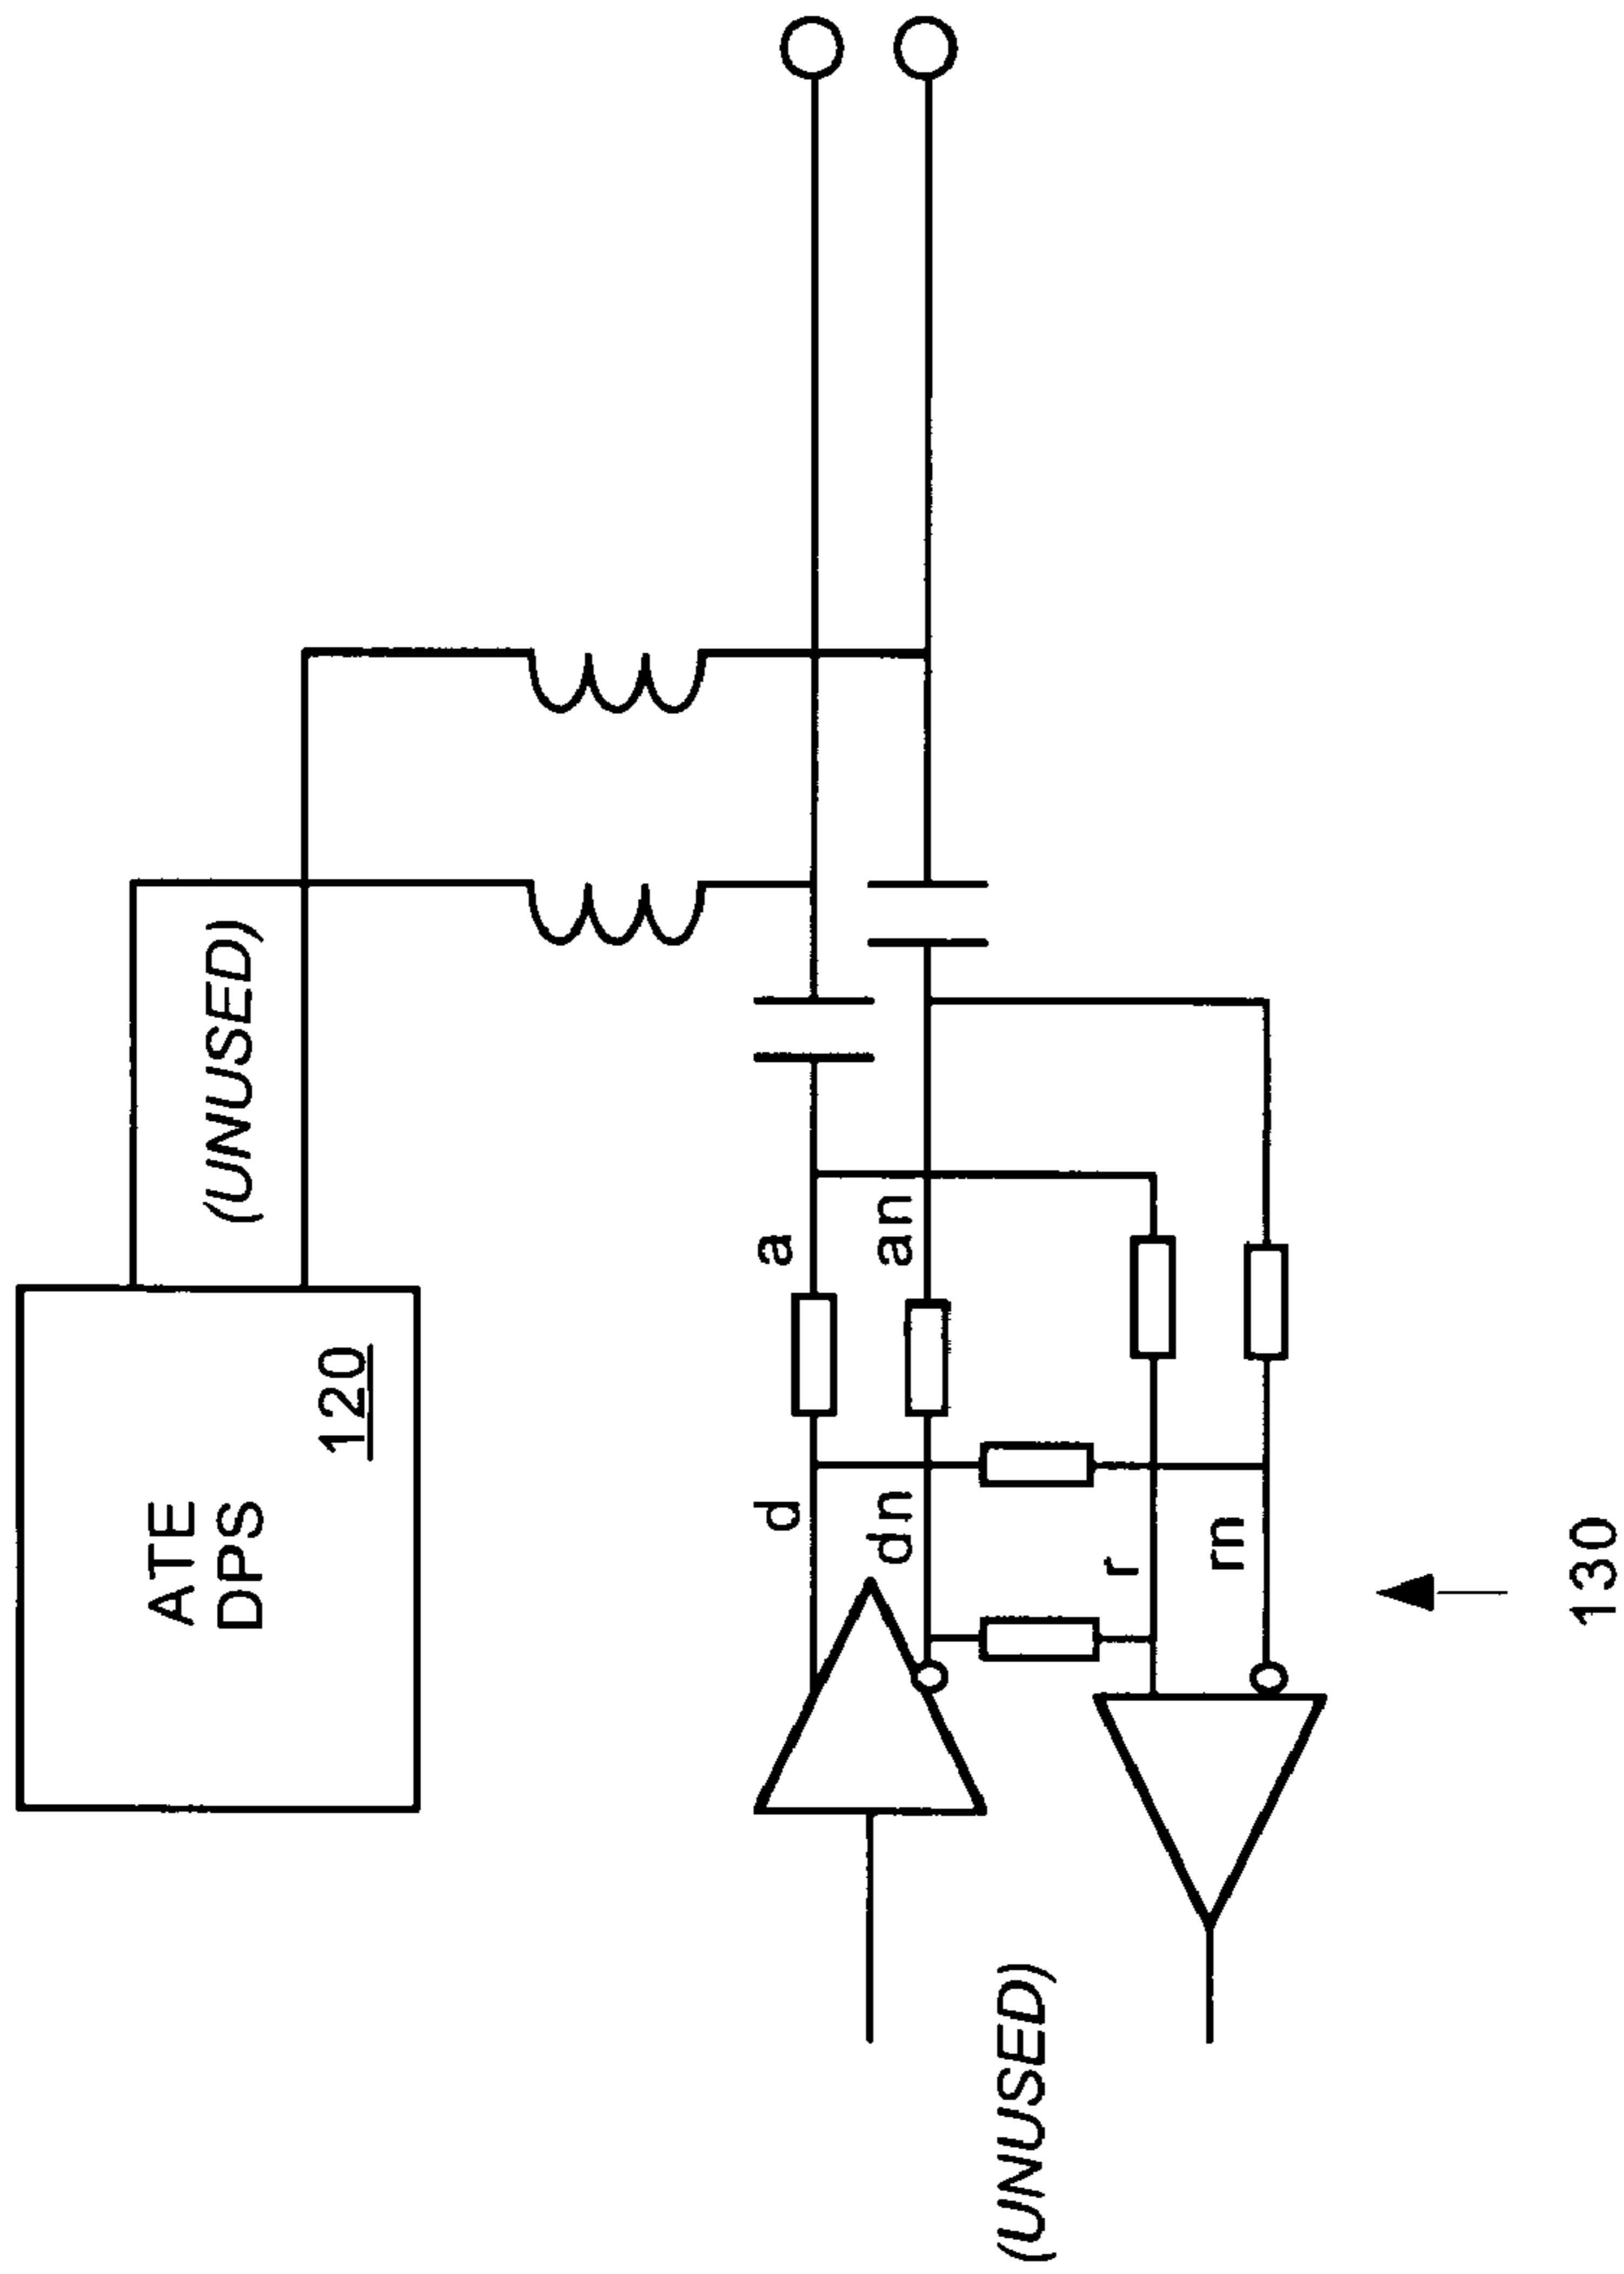 ATE
DPS
120
(UNUSED)
d
a
dn
an
r
rn
(UNUSED)
130